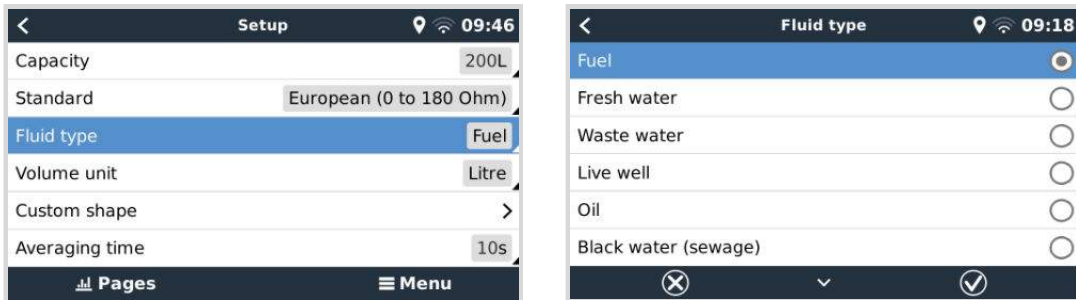 Setup 09:46
Capacity 200L
Standard European (0 to 180 Ohm)
Fluid type Fuel
Volume unit Litre
Custom shape
Averaging time 10s
Pages Menu
Fluid type 09:18
Fuel
Fresh water
Waste water
Live well
Oil
Black water (sewage)